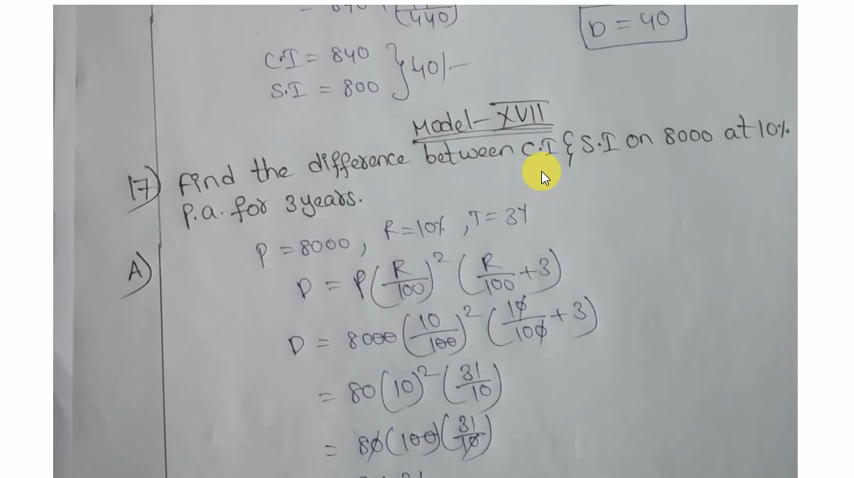 (440)
D = 40
C.I = 840
S.I = 800 } 40/-
Model-XVII
17) Find the difference between C.I & S.I on 8000 at 10%
P.a. for 3 years.
A) P = 8000, R=10%, T=3Y
D = P(R/100)² (R/100 + 3)
D = 8000 (10/100)² (10/100 + 3)
= 80(10)² (31/10)
= 80(100)(31/10)